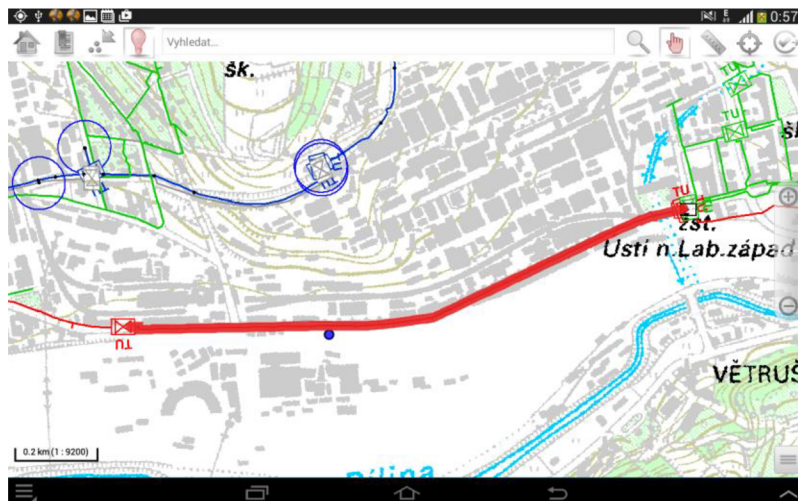 0:57
Vyhledat...
šk.
TU
TU
TU
TU
TU
žst.
Ústí n.Lab.západ
TU
VĚTRUŠ
0.2 km (1 : 9200)
Bílina